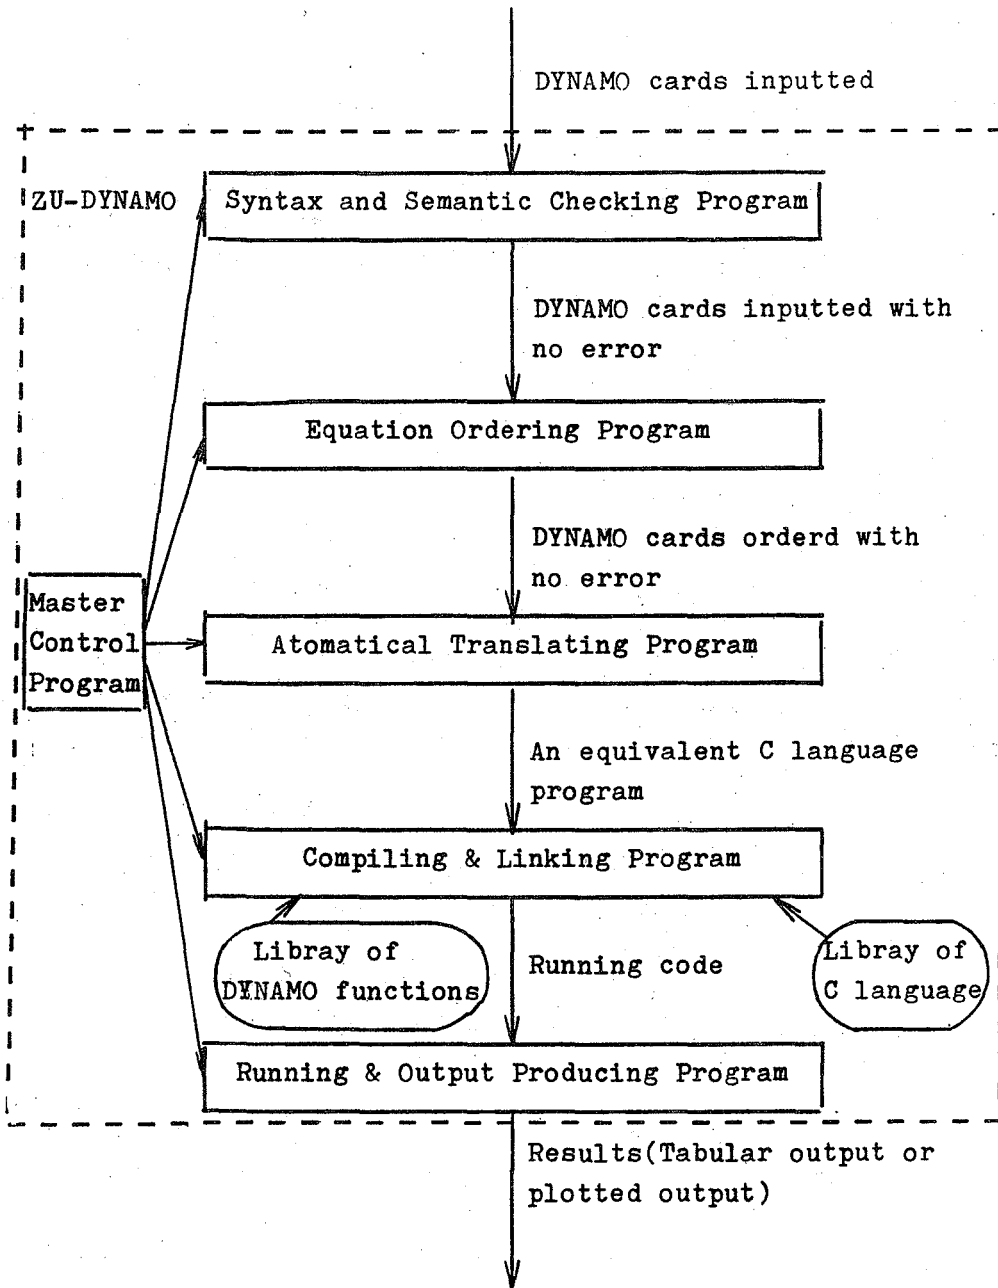 DYNAMO cards inputted
ZU-DYNAMO
Syntax and Semantic Checking Program
DYNAMO cards inputted with
no error
Equation Ordering Program
DYNAMO cards orderd with
no error
Master
Control
Program
Atomatical Translating Program
An equivalent C language
program
Compiling & Linking Program
Libray of
DYNAMO functions
Running code
Libray of
C language
Running & Output Producing Program
Results(Tabular output or
plotted output)